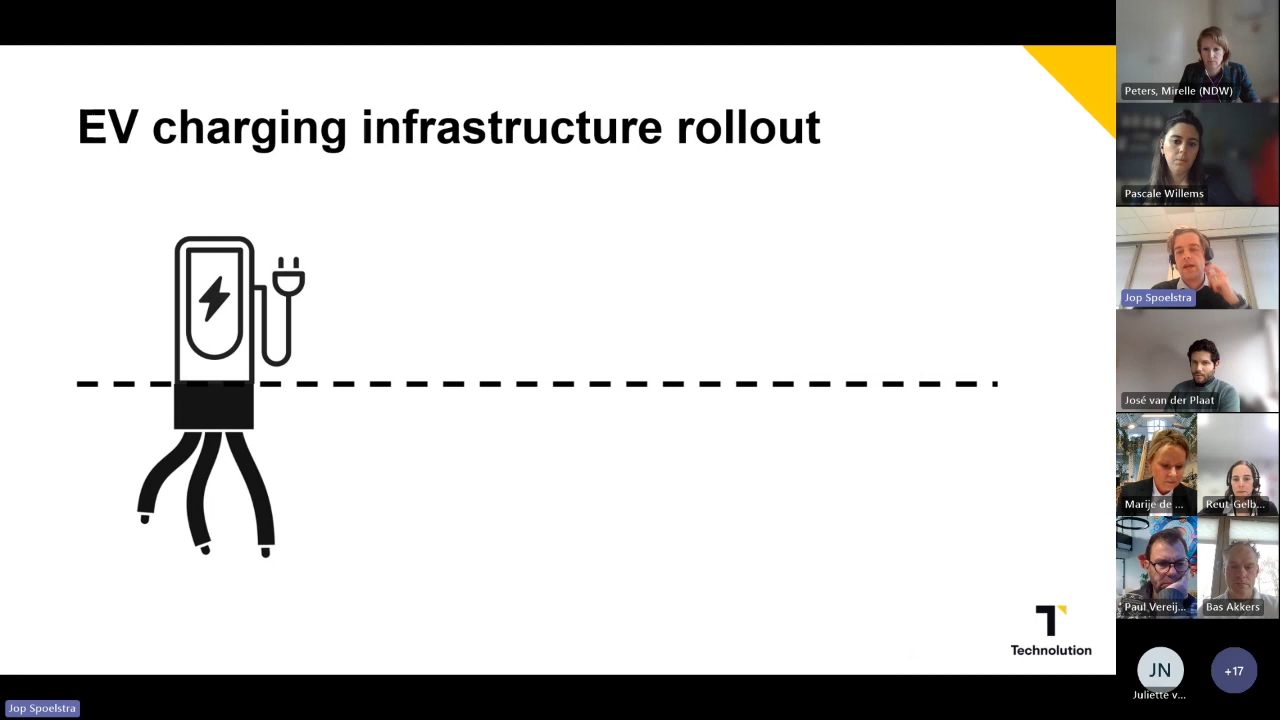 EV charging infrastructure rollout
Technolution
Jop Spoelstra
Peters, Mirelle (NDW)
Pascale Willems
Jop Spoelstra
José van der Plaat
Marije de ...
Reut Gelb...
Paul Vereij...
Bas Akkers
JN
Juliette v...
+17